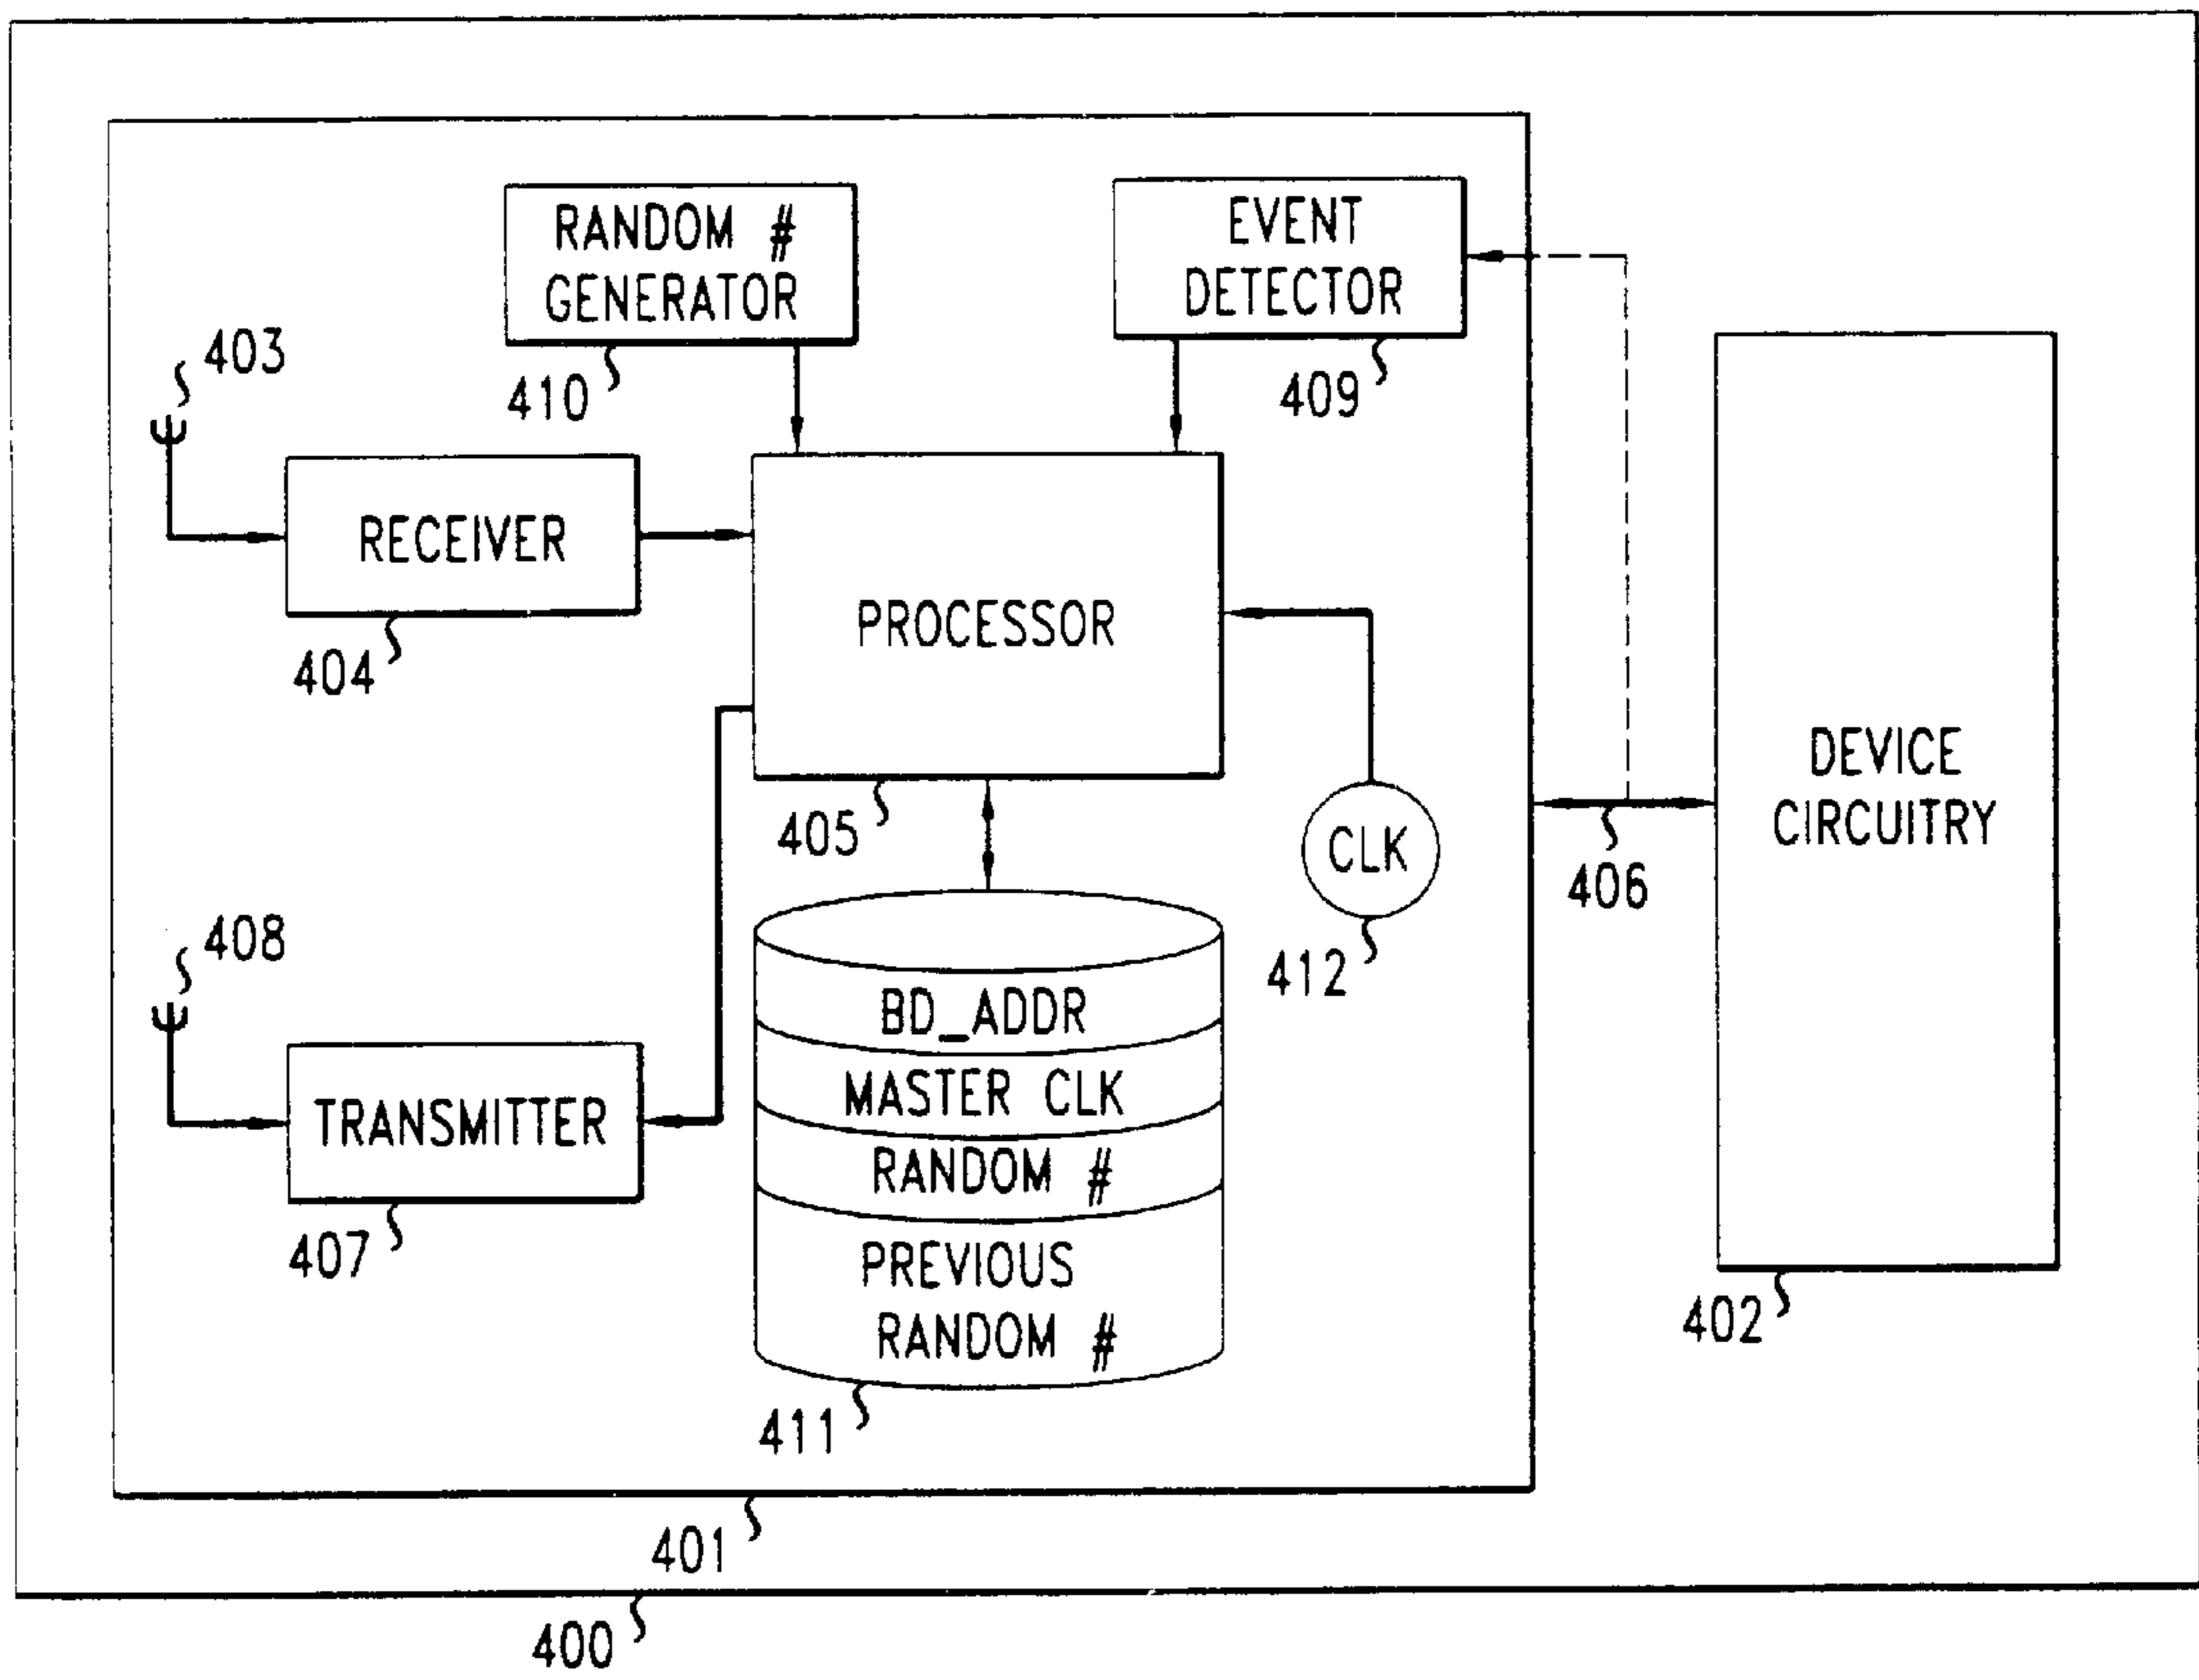 RANDOM #
GENERATOR
410
EVENT
DETECTOR
409
403
RECEIVER
404
PROCESSOR
405
CLK
412
406
DEVICE
CIRCUITRY
402
408
TRANSMITTER
407
BD_ADDR
MASTER CLK
RANDOM #
PREVIOUS
RANDOM #
411
401
400